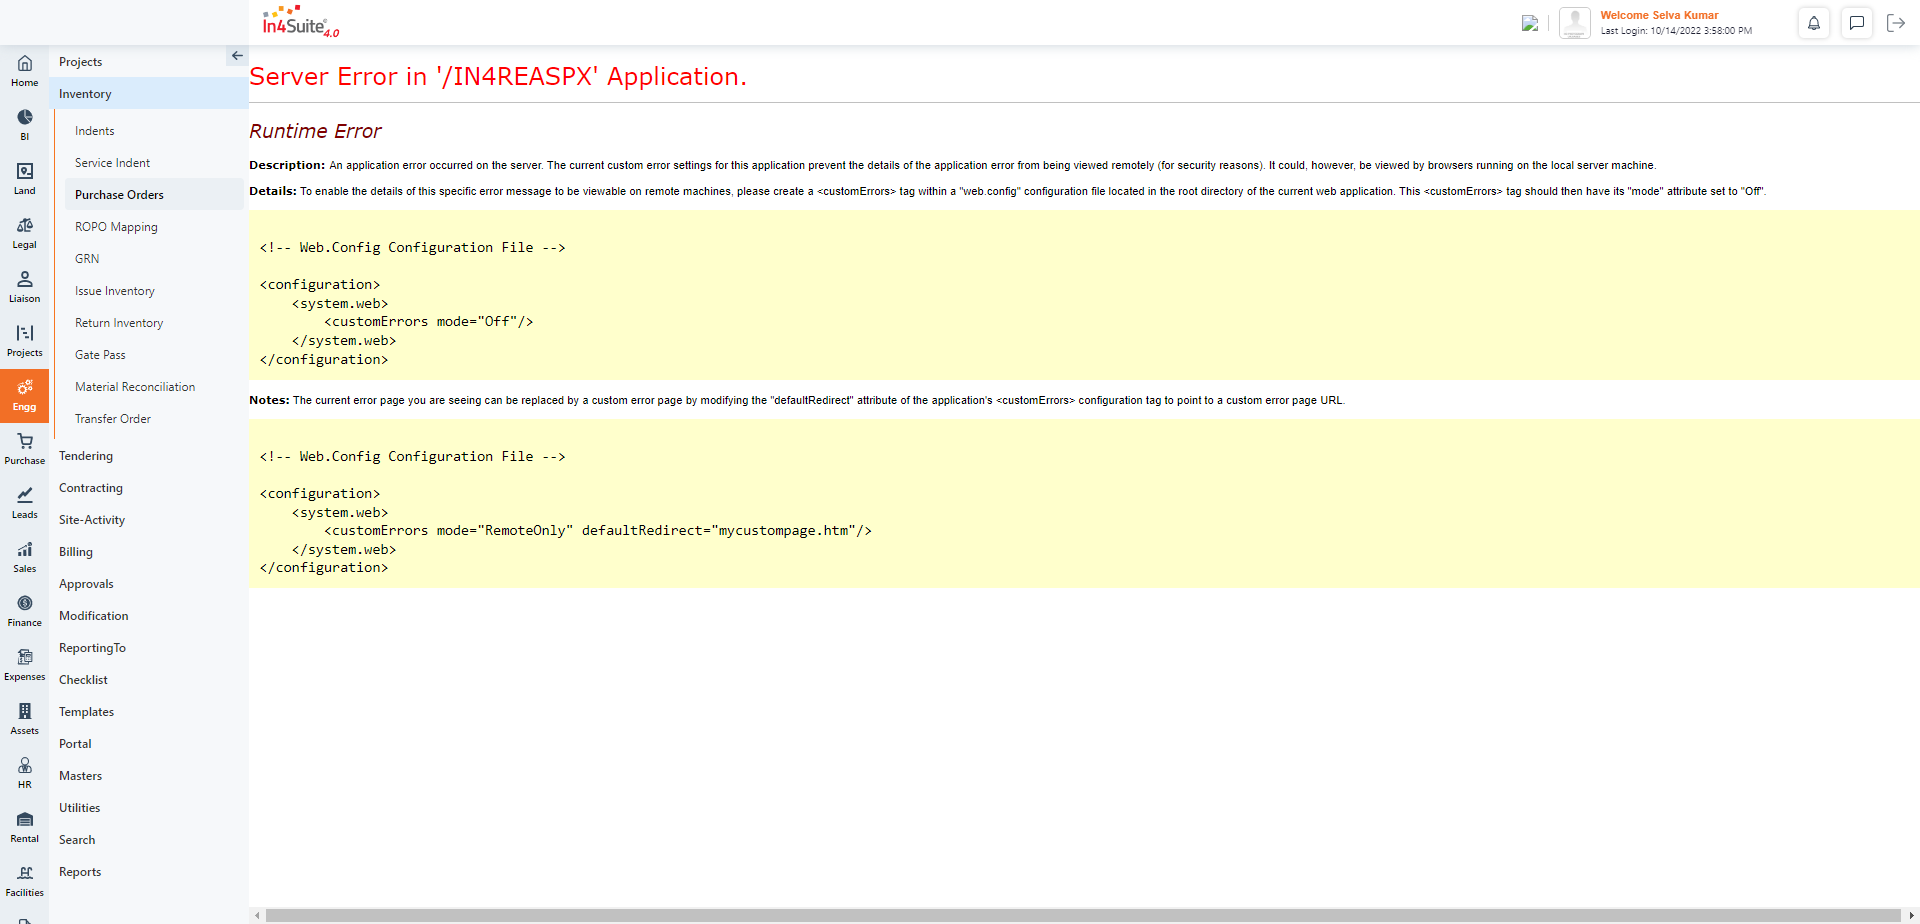 In4Suite 4.0
Welcome Selva Kumar
Last Login: 10/14/2022 3:58:00 PM
Home
BI
Land
Legal
Liaison
Projects
Engg
Purchase
Leads
Sales
Finance
Expenses
Assets
HR
Rental
Facilities
Projects
Inventory
Indents
Service Indent
Purchase Orders
ROPO Mapping
GRN
Issue Inventory
Return Inventory
Gate Pass
Material Reconciliation
Transfer Order
Tendering
Contracting
Site-Activity
Billing
Approvals
Modification
ReportingTo
Checklist
Templates
Portal
Masters
Utilities
Search
Reports
Server Error in '/IN4REASPX' Application.
Runtime Error
Description: An application error occurred on the server. The current custom error settings for this application prevent the details of the application error from being viewed remotely (for security reasons). It could, however, be viewed by browsers running on the local server machine.
Details: To enable the details of this specific error message to be viewable on remote machines, please create a <customErrors> tag within a "web.config" configuration file located in the root directory of the current web application. This <customErrors> tag should then have its "mode" attribute set to "Off".
<!-- Web.Config Configuration File -->
<configuration>
<system.web>
<customErrors mode="Off"/>
</system.web>
</configuration>
Notes: The current error page you are seeing can be replaced by a custom error page by modifying the "defaultRedirect" attribute of the application's <customErrors> configuration tag to point to a custom error page URL.
<!-- Web.Config Configuration File -->
<configuration>
<system.web>
<customErrors mode="RemoteOnly" defaultRedirect="mycustompage.htm"/>
</system.web>
</configuration>